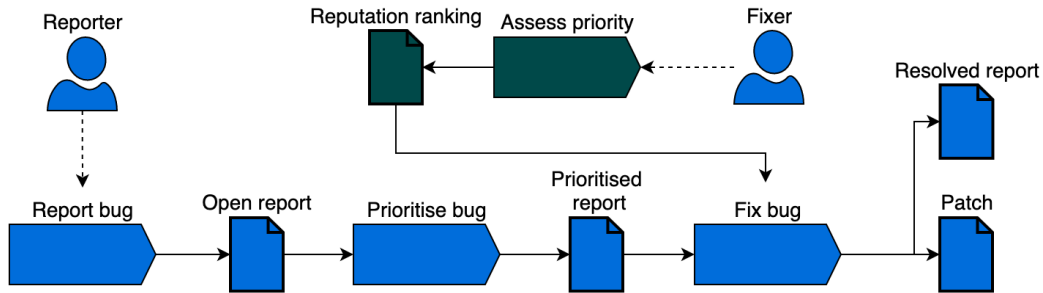 Reporter
Reputation ranking
Assess priority
Fixer
Resolved report
Report bug
Open report
Prioritise bug
Prioritised
report
Fix bug
Patch